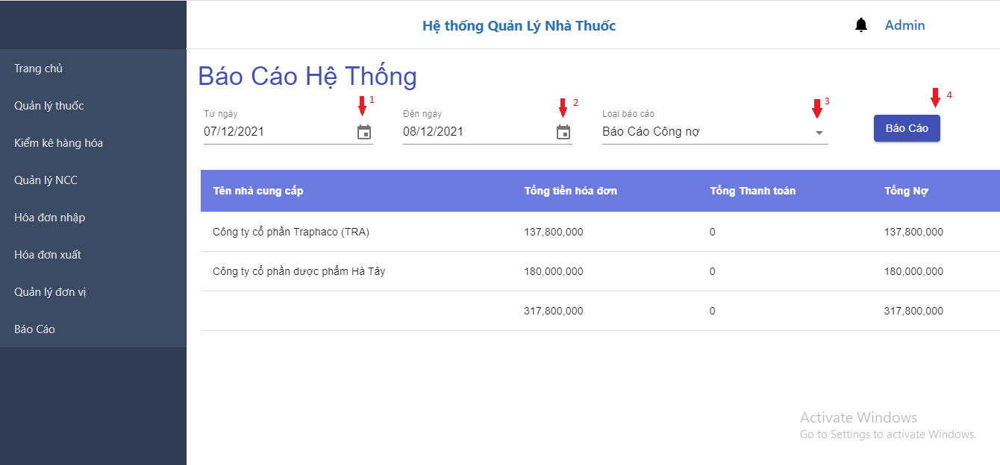 Hệ thống Quản Lý Nhà Thuốc
Admin
Trang chủ
Quản lý thuốc
Kiểm kê hàng hóa
Quản lý NCC
Hóa đơn nhập
Hóa đơn xuất
Quản lý đơn vị
Báo Cáo
Báo Cáo Hệ Thống
1 2 3 4
Từ ngày Đên ngày Loại báo cáo
07/12/2021 08/12/2021 Báo Cáo Công nợ Báo Cáo
Tên nhà cung cấp Tổng tiền hóa đơn Tổng Thanh toán Tổng Nợ
Công ty cổ phần Traphaco (TRA) 137,800,000 0 137,800,000
Công ty cổ phần dược phẩm Hà Tây 180,000,000 0 180,000,000
317,800,000 0 317,800,000
Activate Windows
Go to Settings to activate Windows.